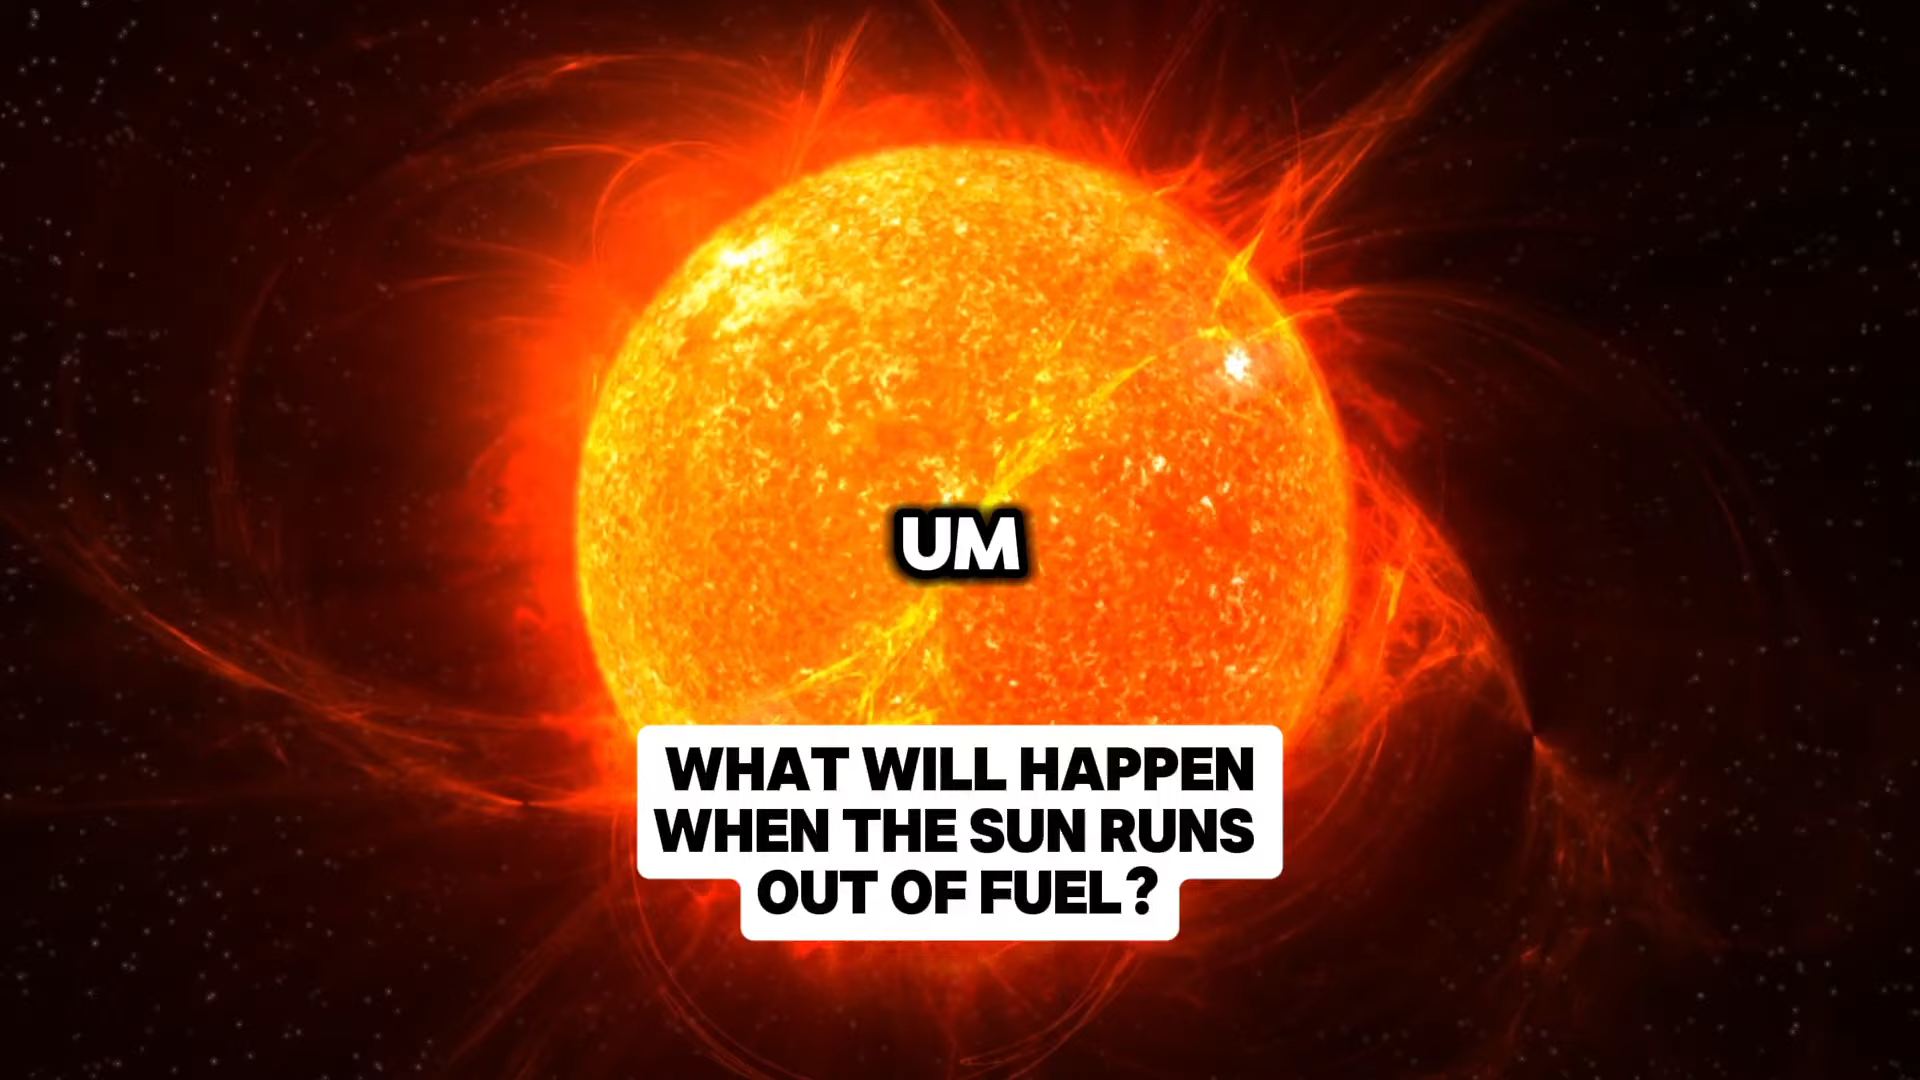 UM
WHAT WILL HAPPEN
WHEN THE SUN RUNS
OUT OF FUEL?